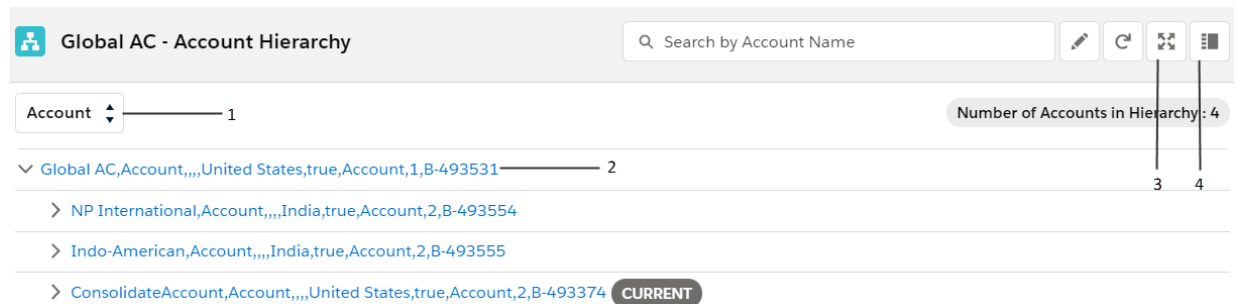 Global AC - Account Hierarchy
Search by Account Name
Account
1
Number of Accounts in Hierarchy : 4
Global AC,Account,,,,United States,true,Account,1,B-493531
2
3
4
NP International,Account,,,,India,true,Account,2,B-493554
Indo-American,Account,,,,India,true,Account,2,B-493555
ConsolidateAccount,Account,,,,United States,true,Account,2,B-493374 CURRENT